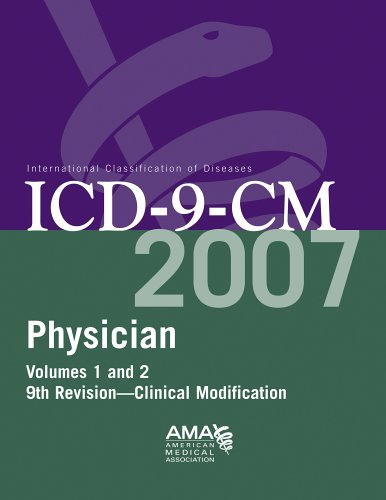 International Classification of Diseases
ICD-9-CM
2007
Physician
Volumes 1 and 2
9th Revision—Clinical Modification
AMA
AMERICAN
MEDICAL
ASSOCIATION